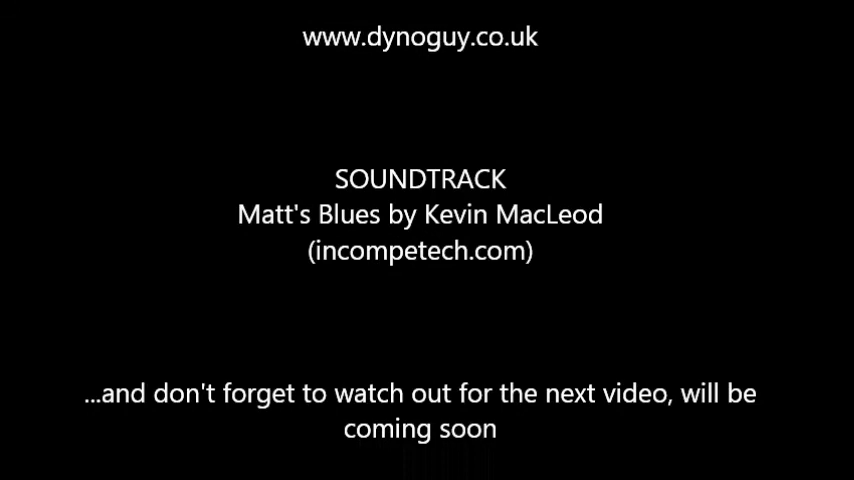 www.dynoguy.co.uk
SOUNDTRACK
Matt's Blues by Kevin MacLeod
(incompetech.com)
...and don't forget to watch out for the next video, will be
coming soon